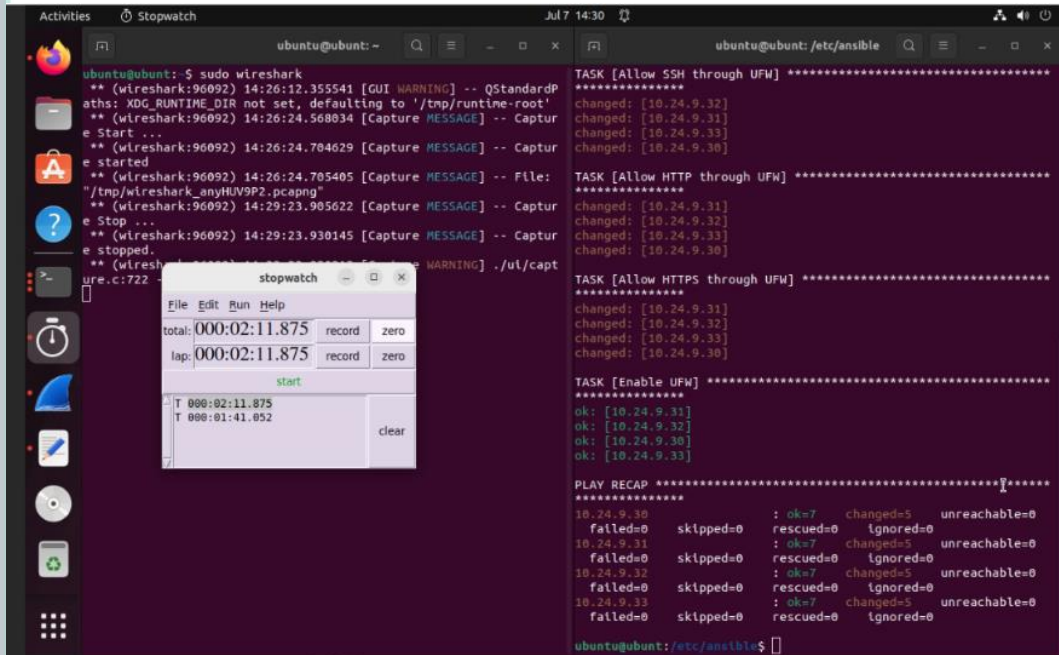 Activities Stopwatch Jul 7 14:30
ubuntu@ubunt: ~
ubuntu@ubunt:~$ sudo wireshark
** (wireshark:96092) 14:26:12.355541 [GUI WARNING] -- QStandardP
aths: XDG_RUNTIME_DIR not set, defaulting to '/tmp/runtime-root'
** (wireshark:96092) 14:26:24.568034 [Capture MESSAGE] -- Captur
e Start ...
** (wireshark:96092) 14:26:24.704629 [Capture MESSAGE] -- Captur
e started
** (wireshark:96092) 14:26:24.705405 [Capture MESSAGE] -- File:
"/tmp/wireshark_anyHUV9P2.pcapng"
** (wireshark:96092) 14:29:23.905622 [Capture MESSAGE] -- Captur
e Stop ...
** (wireshark:96092) 14:29:23.930145 [Capture MESSAGE] -- Captur
e stopped.
** (wiresh WARNING] ./ui/capt
ure.c:722 -
stopwatch
File Edit Run Help
total: 000:02:11.875 record zero
lap: 000:02:11.875 record zero
start
T 000:02:11.875
T 000:01:41.052
clear
ubuntu@ubunt: /etc/ansible
TASK [Allow SSH through UFW] ************************************
***************
changed: [10.24.9.32]
changed: [10.24.9.31]
changed: [10.24.9.33]
changed: [10.24.9.30]
TASK [Allow HTTP through UFW] ***********************************
***************
changed: [10.24.9.31]
changed: [10.24.9.32]
changed: [10.24.9.33]
changed: [10.24.9.30]
TASK [Allow HTTPS through UFW] **********************************
***************
changed: [10.24.9.31]
changed: [10.24.9.32]
changed: [10.24.9.33]
changed: [10.24.9.30]
TASK [Enable UFW] ***********************************************
***************
ok: [10.24.9.31]
ok: [10.24.9.32]
ok: [10.24.9.30]
ok: [10.24.9.33]
PLAY RECAP ******************************************************
***************
10.24.9.30 : ok=7 changed=5 unreachable=0
failed=0 skipped=0 rescued=0 ignored=0
10.24.9.31 : ok=7 changed=5 unreachable=0
failed=0 skipped=0 rescued=0 ignored=0
10.24.9.32 : ok=7 changed=5 unreachable=0
failed=0 skipped=0 rescued=0 ignored=0
10.24.9.33 : ok=7 changed=5 unreachable=0
failed=0 skipped=0 rescued=0 ignored=0
ubuntu@ubunt:/etc/ansible$